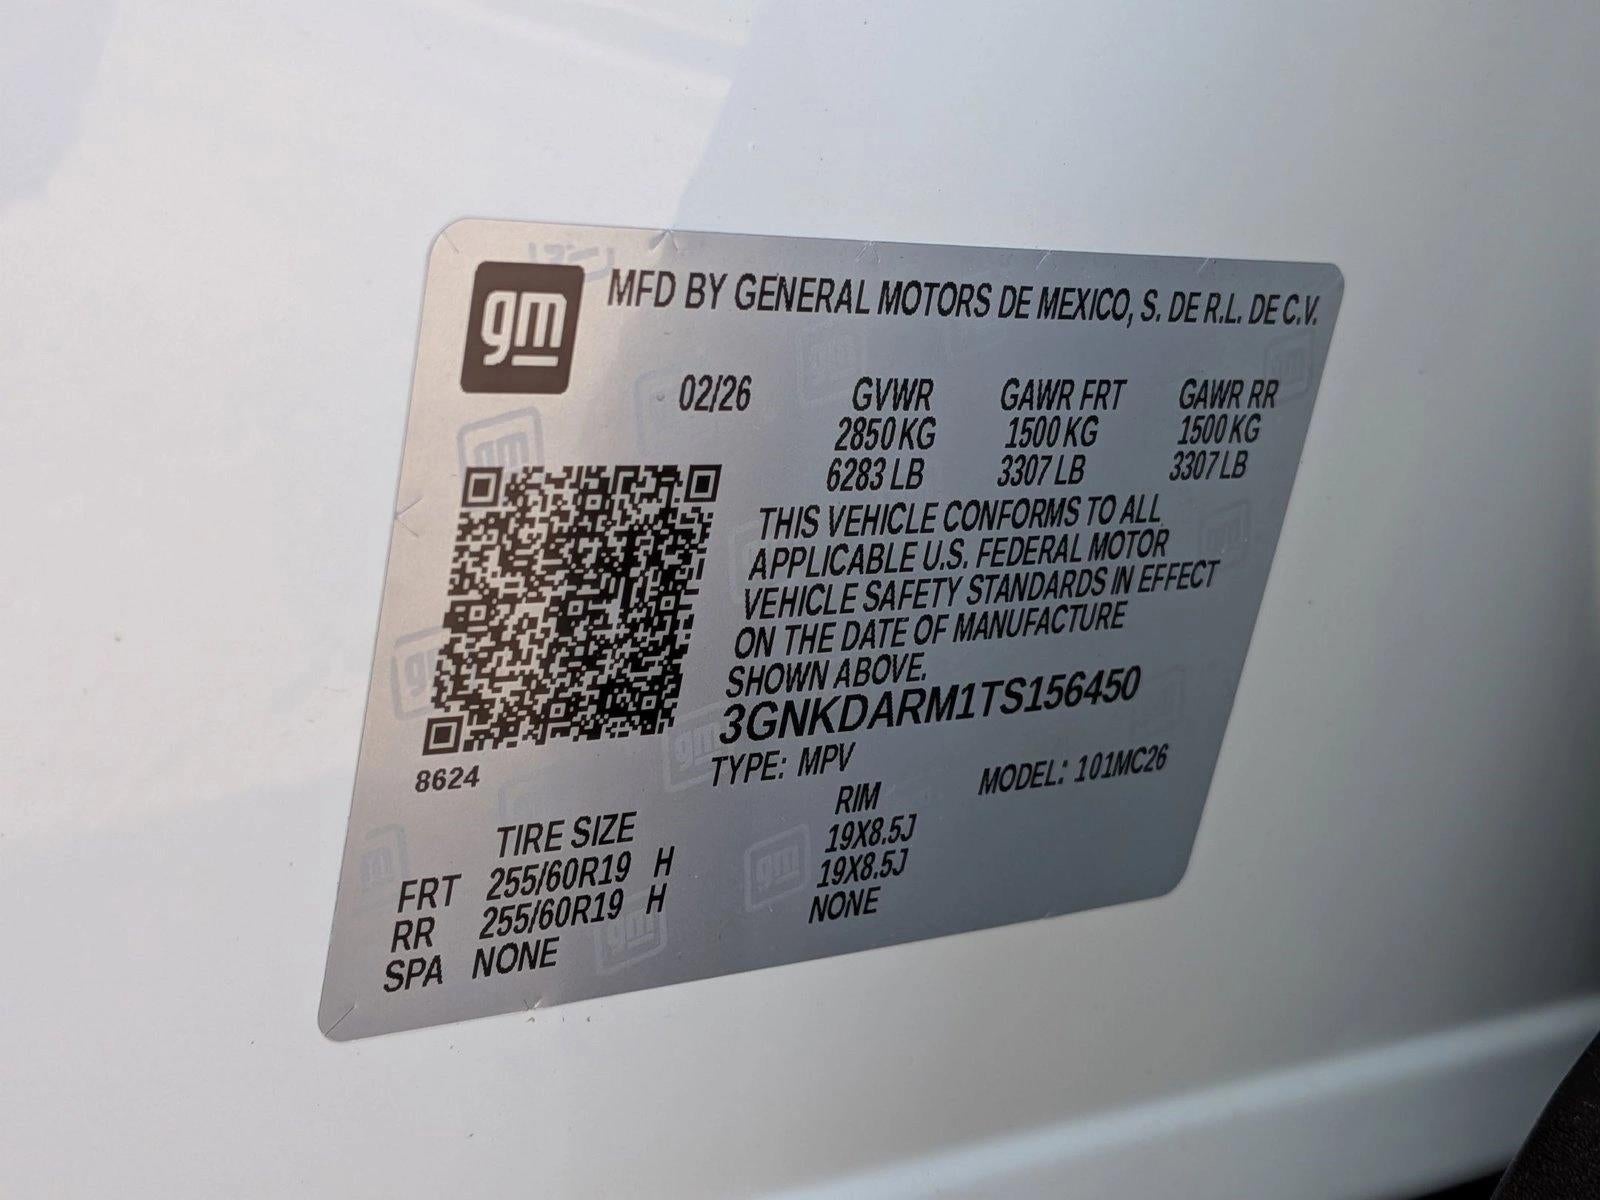 gm MFD BY GENERAL MOTORS DE MEXICO, S. DE R.L. DE C.V.
02/26 GVWR GAWR FRT GAWR RR
2850 KG 1500 KG 1500 KG
6283 LB 3307 LB 3307 LB
THIS VEHICLE CONFORMS TO ALL
APPLICABLE U.S. FEDERAL MOTOR
VEHICLE SAFETY STANDARDS IN EFFECT
ON THE DATE OF MANUFACTURE
SHOWN ABOVE.
3GNKDARM1TS156450
8624 TYPE: MPV MODEL: 101MC26
TIRE SIZE RIM
FRT 255/60R19 H 19X8.5J
RR 255/60R19 H 19X8.5J
SPA NONE NONE